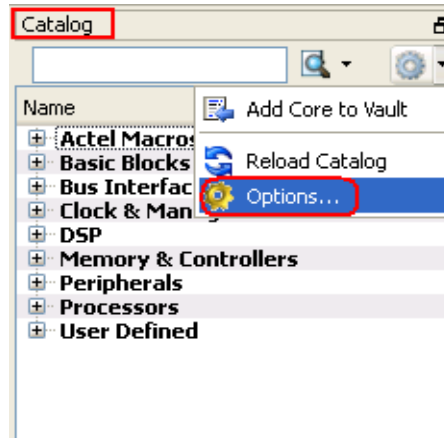 Catalog
Name
Add Core to Vault
Actel Macros
Reload Catalog
Basic Blocks
Options...
Bus Interfac
Clock & Man
DSP
Memory & Controllers
Peripherals
Processors
User Defined